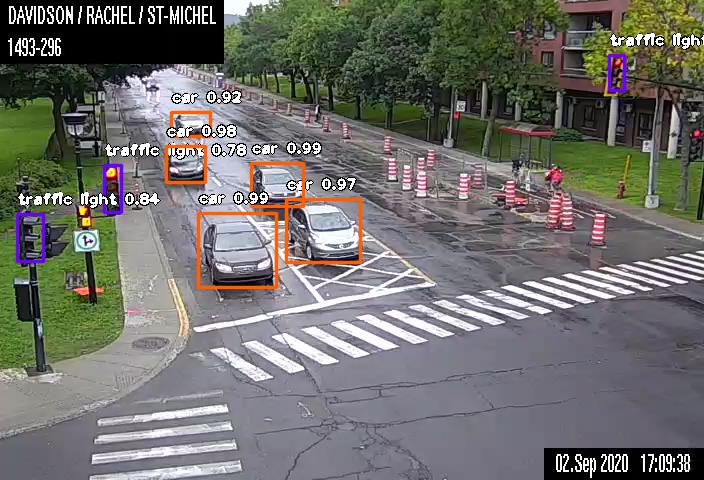 DAVIDSON / RACHEL / ST-MICHEL
1493-296
traffic light
car 0.92
car 0.98
traffic light 0.78
car 0.99
car 0.97
traffic light 0.84
car 0.99
02.Sep 2020 17:09:38